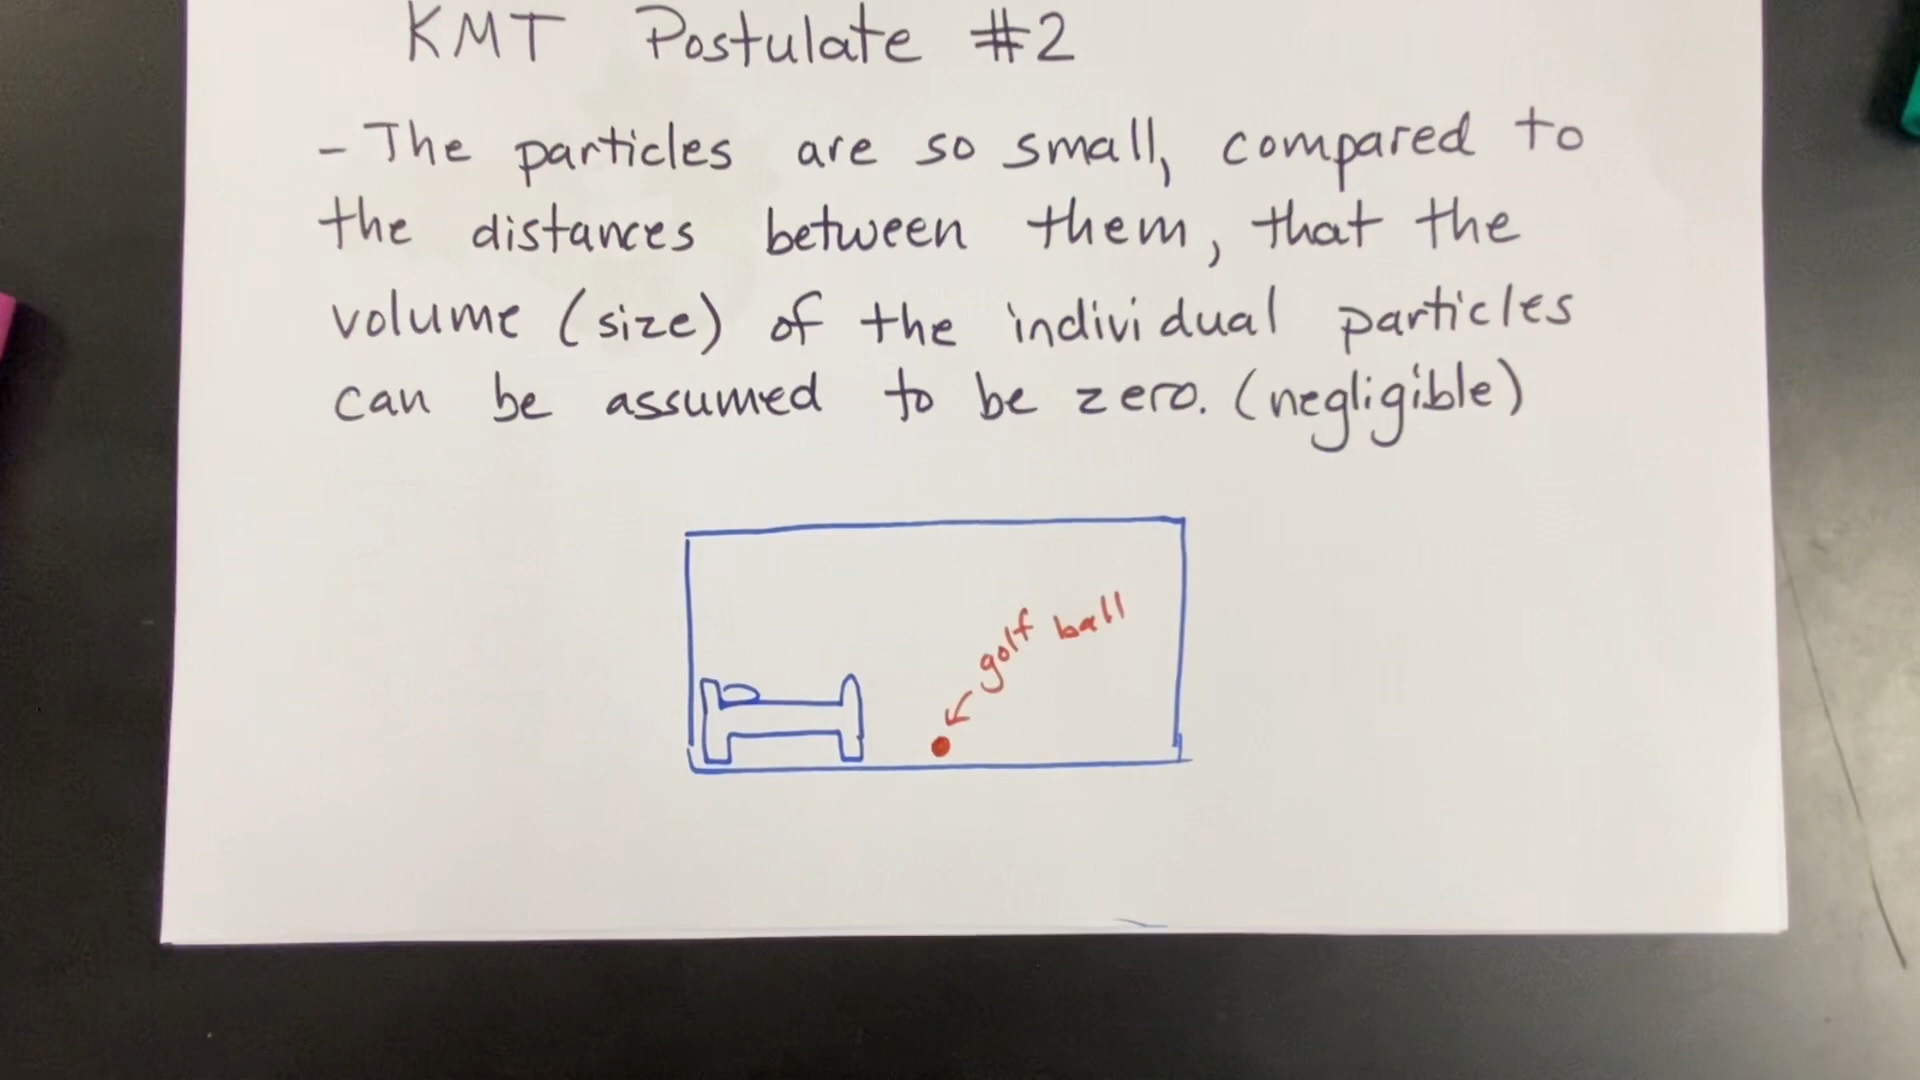 KMT Postulate #2
- The particles are so small, compared to
the distances between them, that the
volume (size) of the individual particles
can be assumed to be zero. (negligible)
golf ball